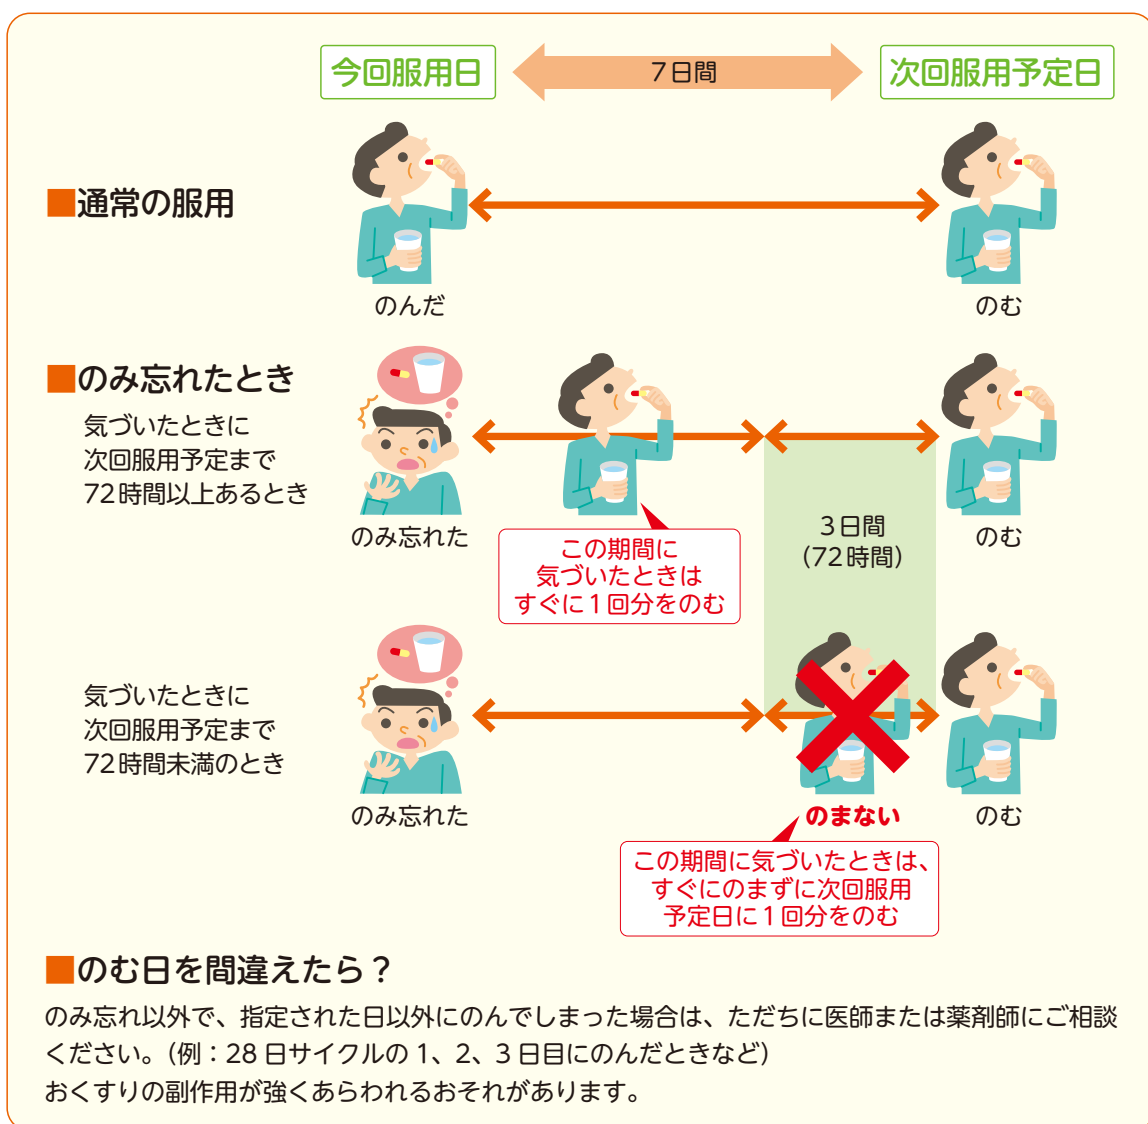 今回服用日
7日間
次回服用予定日
■通常の服用
のんだ
のむ
■のみ忘れたとき
気づいたときに
次回服用予定まで
72時間以上あるとき
のみ忘れた
この期間に
気づいたときは
すぐに1回分をのむ
3日間
(72時間)
のむ
気づいたときに
次回服用予定まで
72時間未満のとき
のみ忘れた
のまない
のむ
この期間に気づいたときは、
すぐにのまずに次回服用
予定日に1回分をのむ
■のむ日を間違えたら?
のみ忘れ以外で、指定された日以外にのんでしまった場合は、ただちに医師または薬剤師にご相談
ください。(例:28日サイクルの1、2、3日目にのんだときなど)
おくすりの副作用が強くあらわれるおそれがあります。